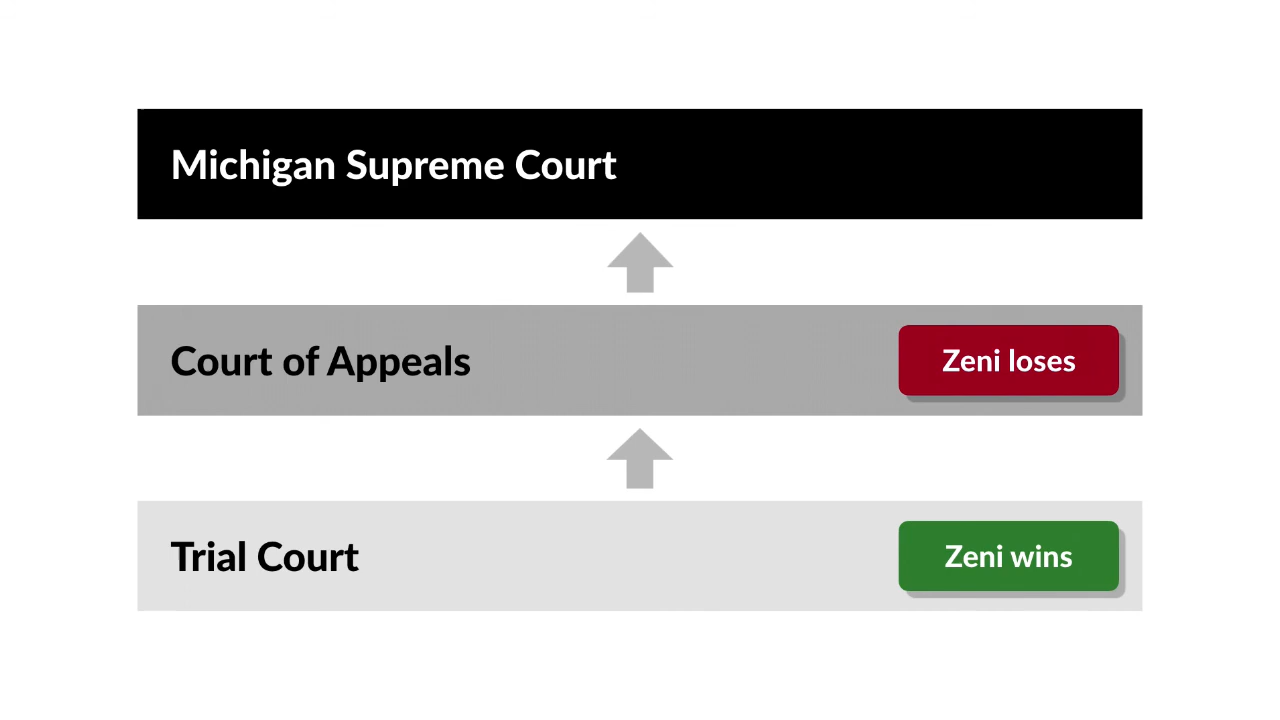 Michigan Supreme Court
Court of Appeals
Zeni loses
Trial Court
Zeni wins